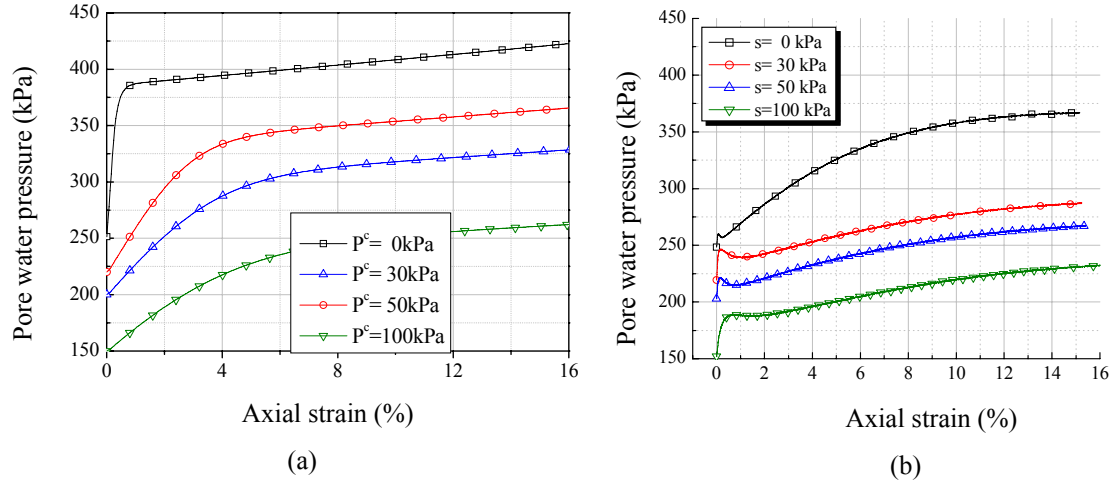 450
400
350
300
250
200
150
Pore water pressure (kPa)
P^c= 0kPa
P^c= 30kPa
P^c= 50kPa
P^c=100kPa
0 4 8 12 16
Axial strain (%)
(a)
s= 0 kPa
s= 30 kPa
s= 50 kPa
s=100 kPa
450
400
350
300
250
200
150
Pore water pressure (kPa)
0 2 4 6 8 10 12 14 16
Axial strain (%)
(b)